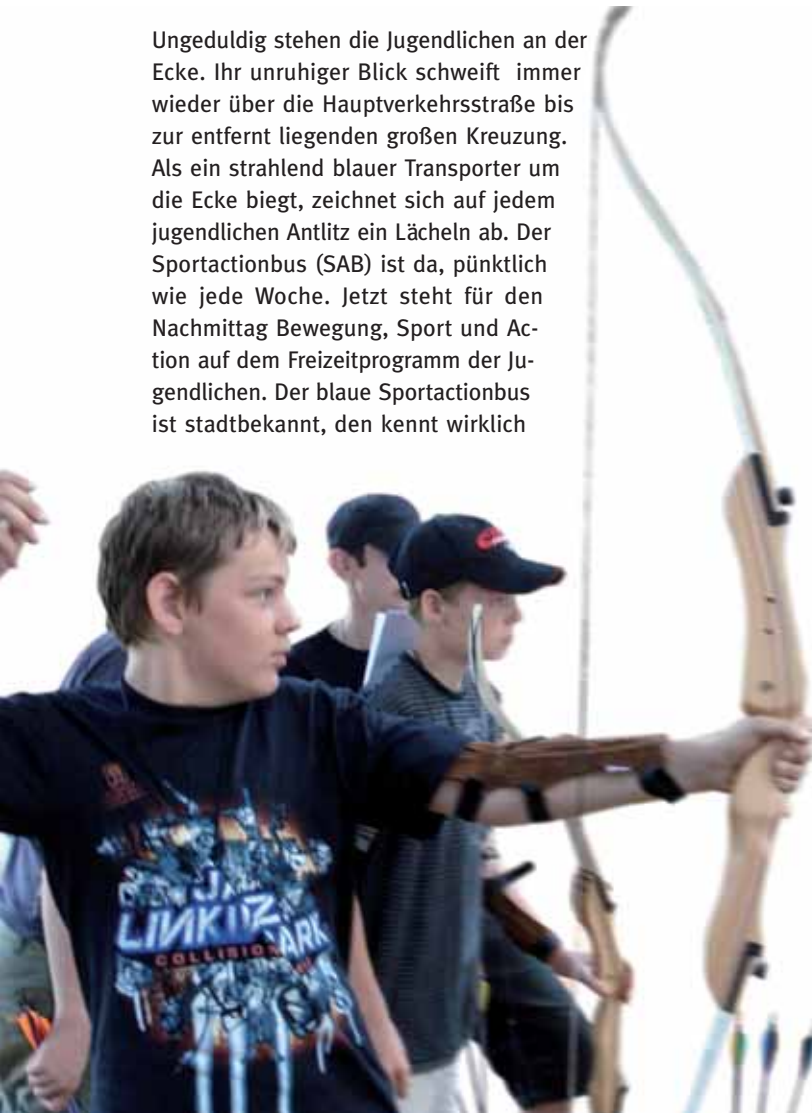 Ungeduldig stehen die Jugendlichen an der
Ecke. Ihr unruhiger Blick schweift immer
wieder über die Hauptverkehrsstraße bis
zur entfernt liegenden großen Kreuzung.
Als ein strahlend blauer Transporter um
die Ecke biegt, zeichnet sich auf jedem
jugendlichen Antlitz ein Lächeln ab. Der
Sportactionbus (SAB) ist da, pünktlich
wie jede Woche. Jetzt steht für den
Nachmittag Bewegung, Sport und Ac-
tion auf dem Freizeitprogramm der Ju-
gendlichen. Der blaue Sportactionbus
ist stadtbekannt, den kennt wirklich
LINKIN PARK